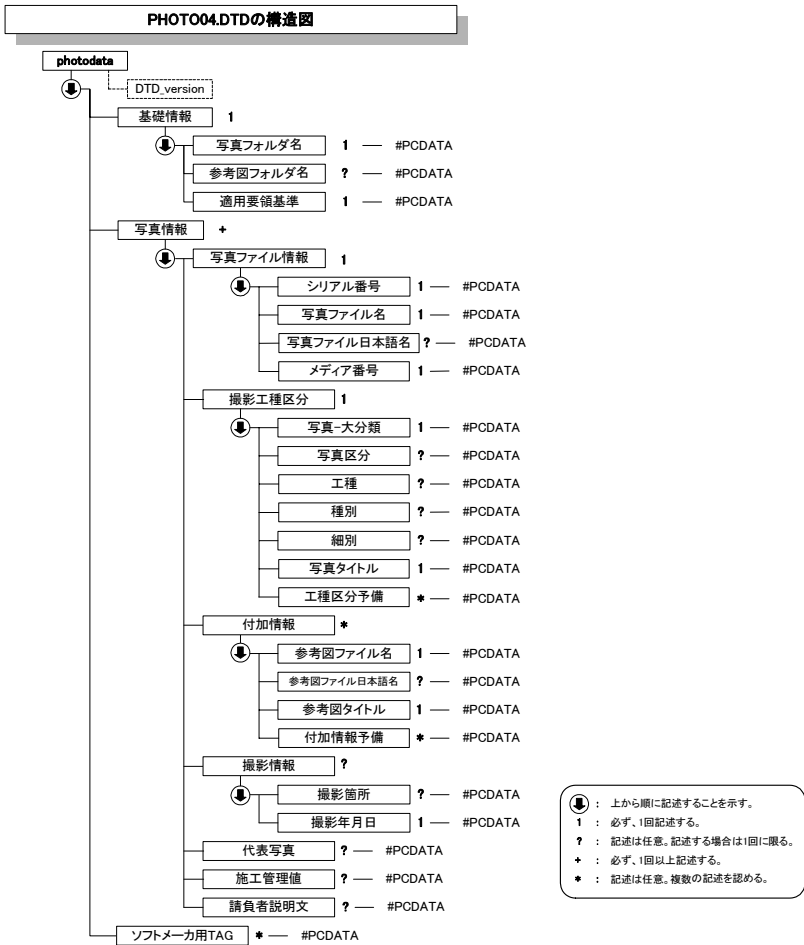 PHOTO04.DTDの構造図
photodata
DTD_version
基礎情報 1
写真フォルダ名 1 #PCDATA
参考図フォルダ名 ? #PCDATA
適用要領基準 1 #PCDATA
写真情報 +
写真ファイル情報 1
シリアル番号 1 #PCDATA
写真ファイル名 1 #PCDATA
写真ファイル日本語名 ? #PCDATA
メディア番号 1 #PCDATA
撮影工種区分 1
写真-大分類 1 #PCDATA
写真区分 ? #PCDATA
工種 ? #PCDATA
種別 ? #PCDATA
細別 ? #PCDATA
写真タイトル 1 #PCDATA
工種区分予備 * #PCDATA
付加情報 *
参考図ファイル名 1 #PCDATA
参考図ファイル日本語名 ? #PCDATA
参考図タイトル 1 #PCDATA
付加情報予備 * #PCDATA
撮影情報 ?
撮影箇所 ? #PCDATA
撮影年月日 1 #PCDATA
代表写真 ? #PCDATA
施工管理値 ? #PCDATA
請負者説明文 ? #PCDATA
ソフトメーカ用TAG * #PCDATA
： 上から順に記述することを示す。
1 ： 必ず、1回記述する。
? ： 記述は任意。記述する場合は1回に限る。
+ ： 必ず、1回以上記述する。
* ： 記述は任意。複数の記述を認める。